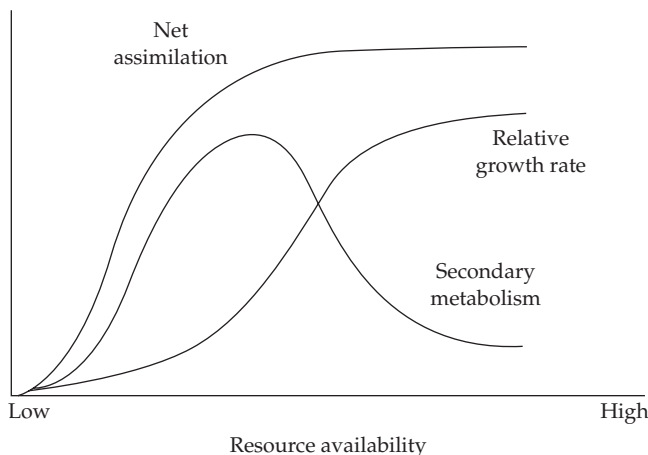 Net
assimilation
Relative
growth rate
Secondary
metabolism
Low
High
Resource availability